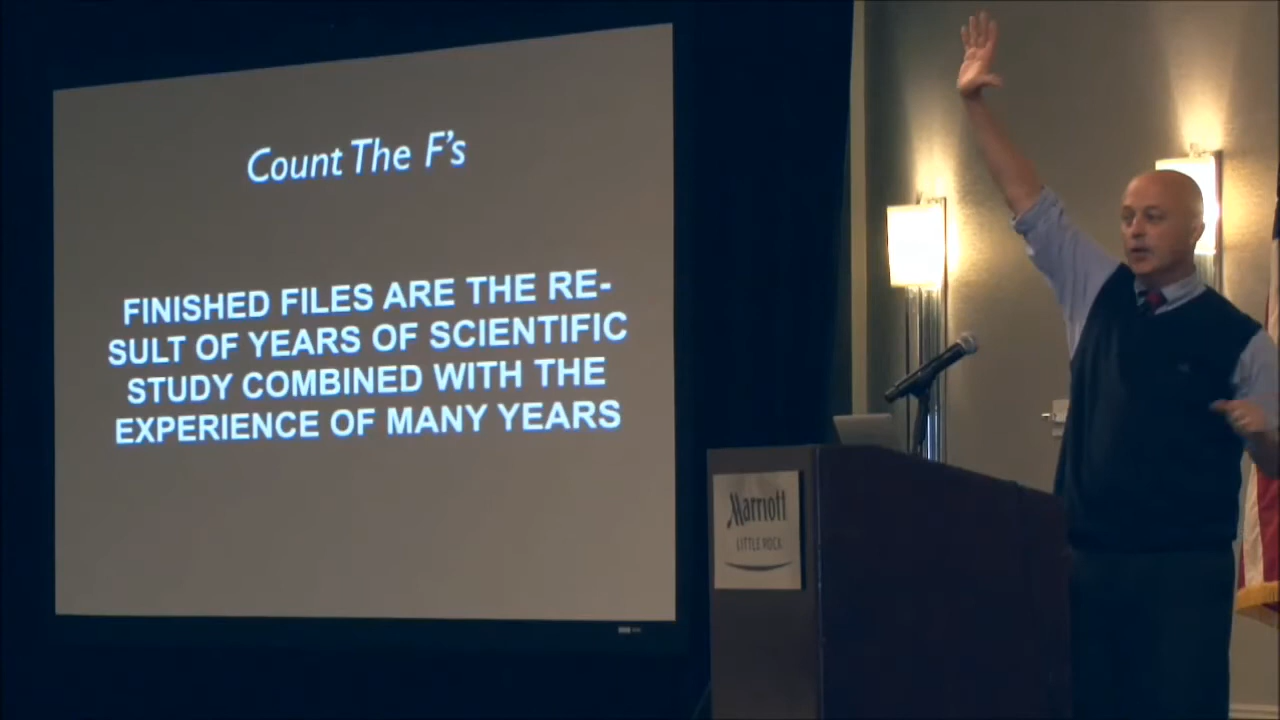 Count The F's
FINISHED FILES ARE THE RE-
SULT OF YEARS OF SCIENTIFIC
STUDY COMBINED WITH THE
EXPERIENCE OF MANY YEARS
Marriott
LITTLE ROCK